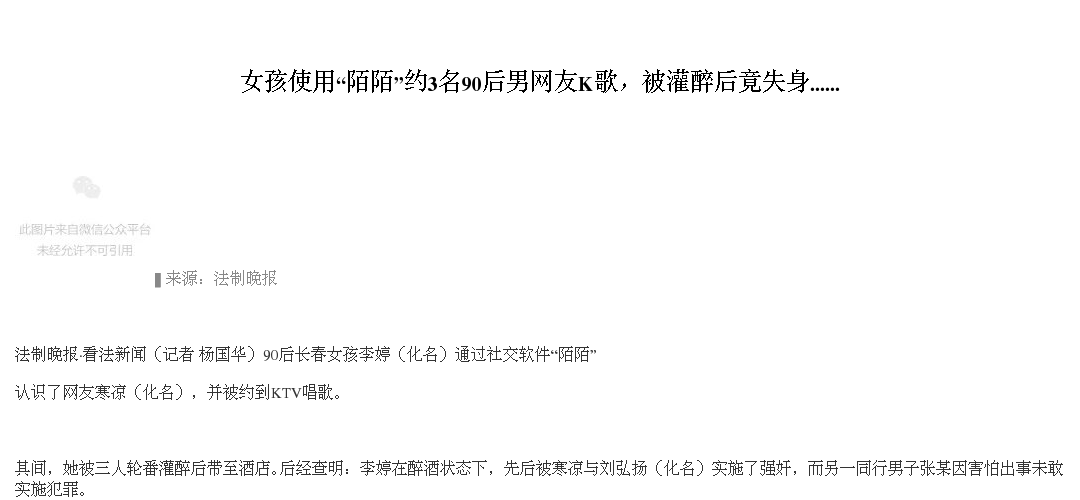 女孩使用“陌陌”约3名90后男网友K歌，被灌醉后竟失身......
此图片来自微信公众平台
未经允许不可引用
来源：法制晚报
法制晚报·看法新闻（记者 杨国华）90后长春女孩李婷（化名）通过社交软件“陌陌”
认识了网友寒凉（化名），并被约到KTV唱歌。
其间，她被三人轮番灌醉后带至酒店。后经查明：李婷在醉酒状态下，先后被寒凉与刘弘扬（化名）实施了强奸，而另一同行男子张某因害怕出事未敢
实施犯罪。